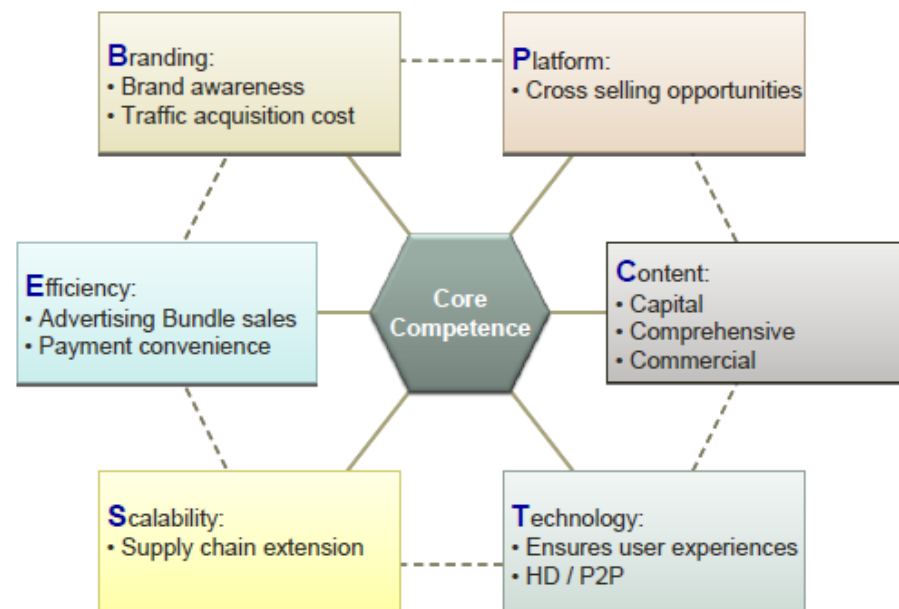 Branding:
• Brand awareness
• Traffic acquisition cost
Platform:
• Cross selling opportunities
Efficiency:
• Advertising Bundle sales
• Payment convenience
Core
Competence
Content:
• Capital
• Comprehensive
• Commercial
Scalability:
• Supply chain extension
Technology:
• Ensures user experiences
• HD / P2P